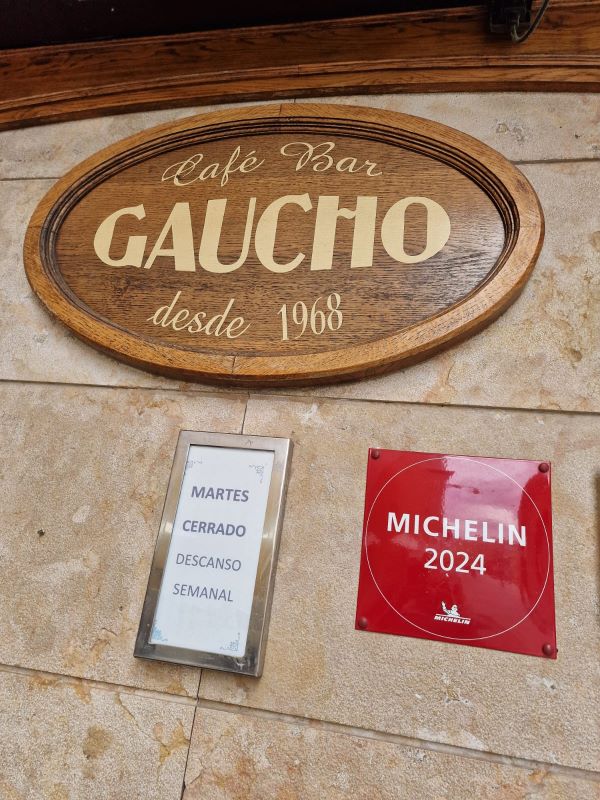 Café Bar
GAUCHO
desde 1968
MARTES
CERRADO
DESCANSO
SEMANAL
MICHELIN
2024
MICHELIN